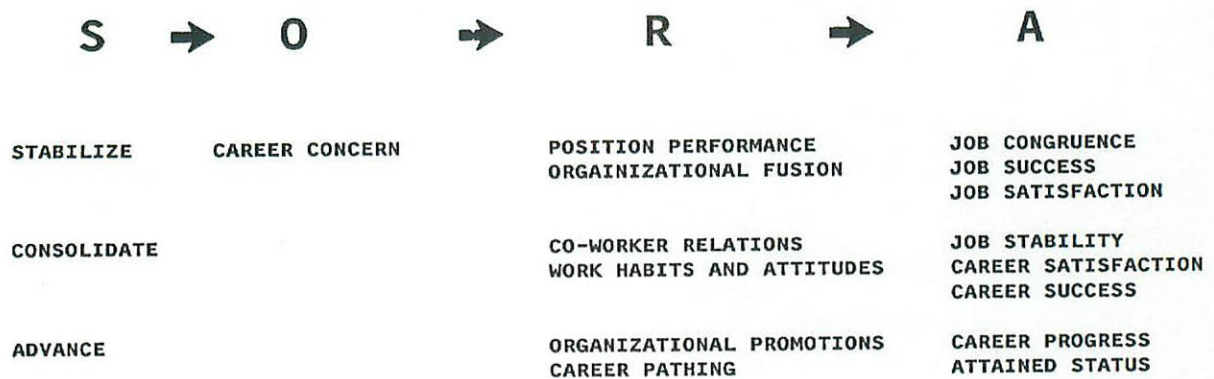 S → O → R → A
STABILIZE CAREER CONCERN POSITION PERFORMANCE JOB CONGRUENCE
ORGAINIZATIONAL FUSION JOB SUCCESS
JOB SATISFACTION
CONSOLIDATE CO-WORKER RELATIONS JOB STABILITY
WORK HABITS AND ATTITUDES CAREER SATISFACTION
CAREER SUCCESS
ADVANCE ORGANIZATIONAL PROMOTIONS CAREER PROGRESS
CAREER PATHING ATTAINED STATUS